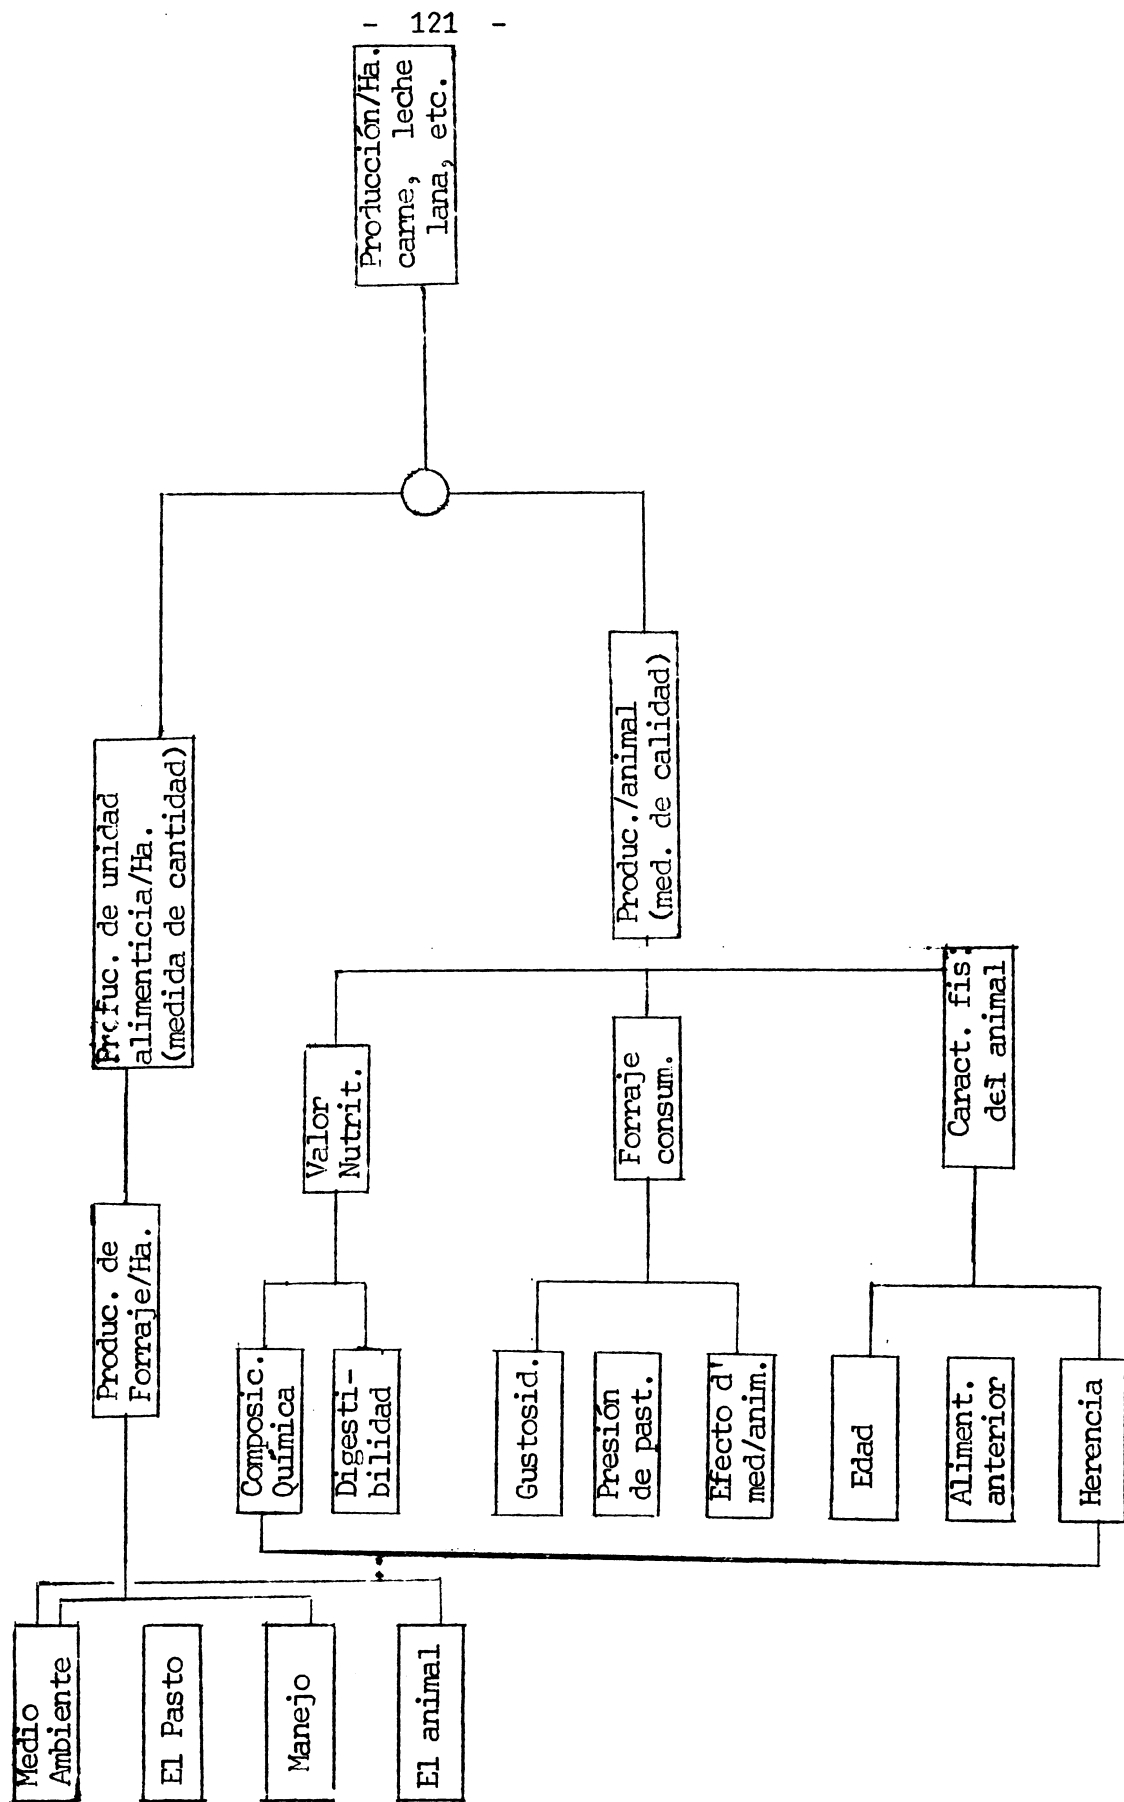 - 121 -
Producción/Ha.
carne, leche
lana, etc.
Produc. de unidad
alimenticia/Ha.
(medida de cantidad)
Produc./animal
(med. de calidad)
Produc. de
Forraje/Ha.
Valor
Nutrit.
Forraje
consum.
Caract. fis.
del animal
Composic.
Química
Digesti-
bilidad
Gustosid.
Presión
de past.
Efecto d'
med/anim.
Edad
Aliment.
anterior
Herencia
Medio
Ambiente
El Pasto
Manejo
El animal